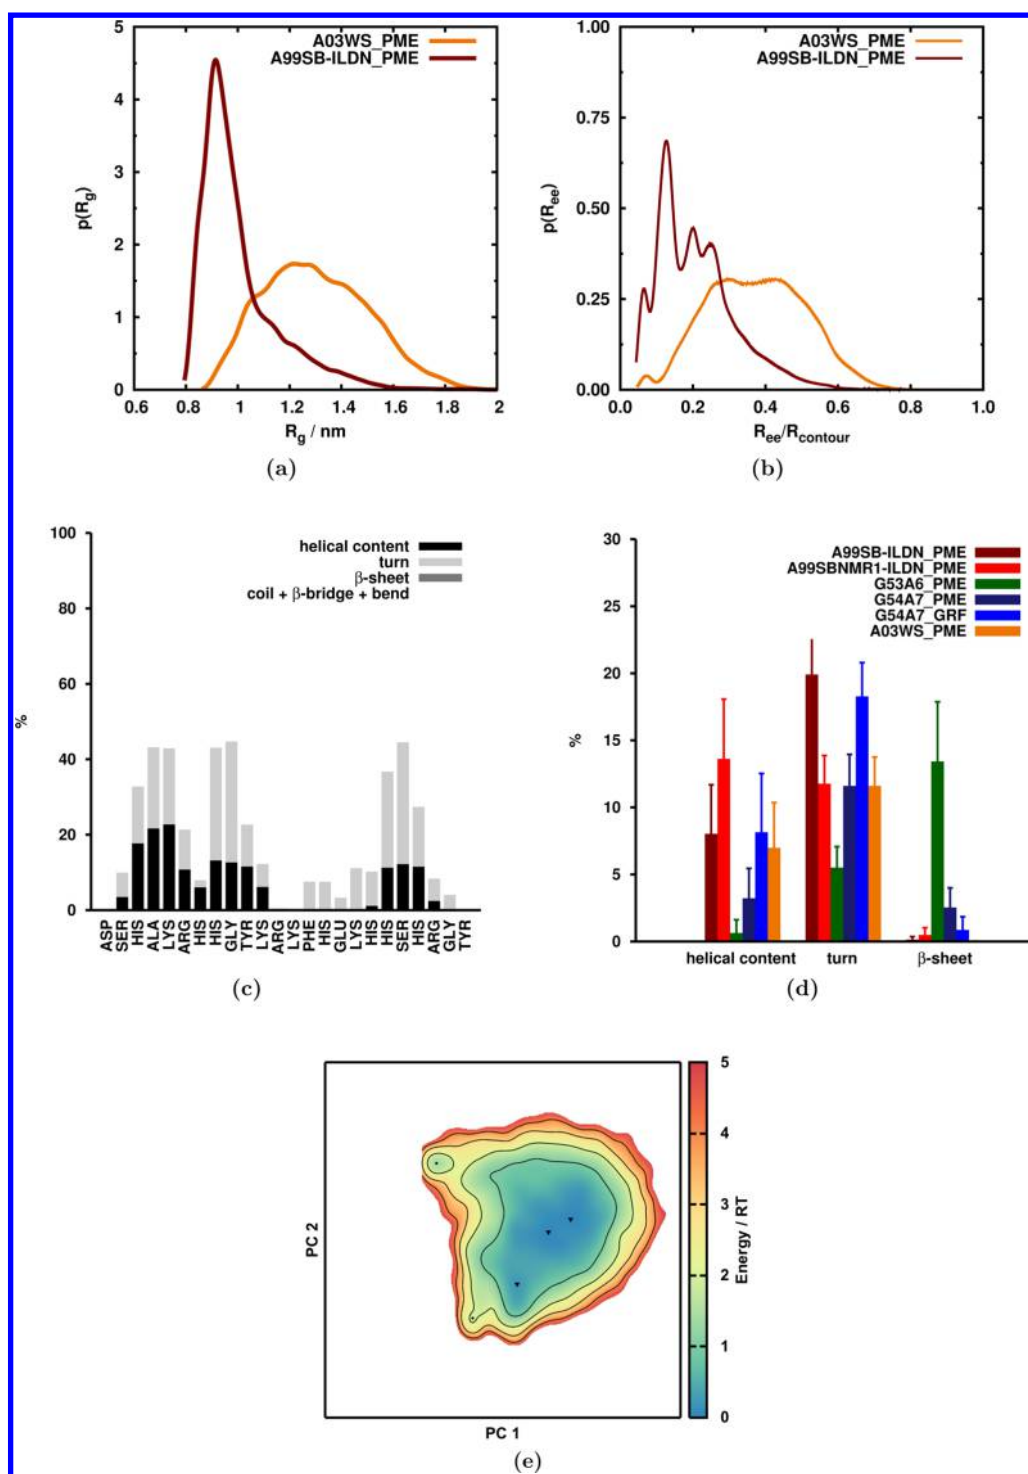 A03WS_PME
A99SB-ILDN_PME
p(Rg)
5
4
3
2
1
0
0.6 0.8 1 1.2 1.4 1.6 1.8 2
Rg / nm
(a)
A03WS_PME
A99SB-ILDN_PME
p(Ree)
1.00
0.75
0.50
0.25
0.00
0.0 0.2 0.4 0.6 0.8 1.0
Ree/Rcontour
(b)
helical content
turn
β-sheet
coil + β-bridge + bend
%
100
80
60
40
20
0
ASP SER HIS ALA LYS ARG HIS HIS GLY TYR LYS ARG LYS PHE HIS GLU LYS HIS HIS SER HIS ARG GLY TYR
(c)
A99SB-ILDN_PME
A99SBNMR1-ILDN_PME
G53A6_PME
G54A7_PME
G54A7_GRF
A03WS_PME
%
30
25
20
15
10
5
0
helical content turn β-sheet
(d)
PC 2
PC 1
5
4
3
2
1
0
Energy / RT
(e)